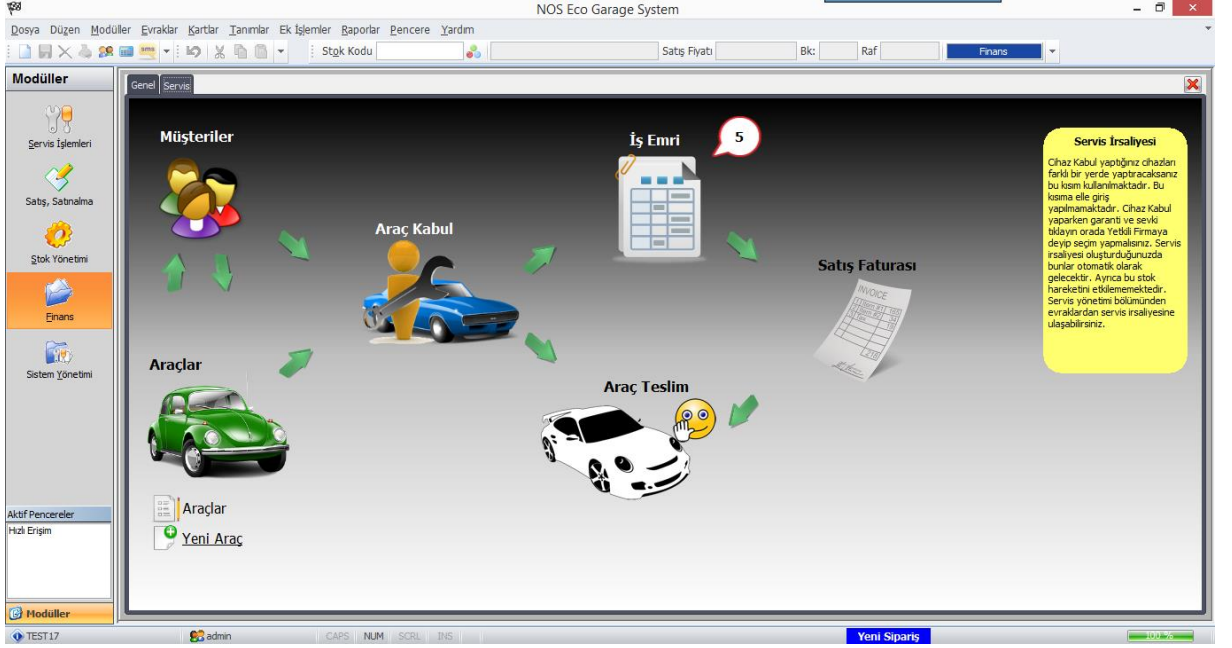 NOS Eco Garage System
Dosya Düzen Modüller Evraklar Kartlar Tanımlar Ek İşlemler Raporlar Pencere Yardım
sms Stok Kodu Satış Fiyatı Bk: Raf Finans
Modüller
Genel Servis
Servis İşlemleri
Satış, Satınalma
Stok Yönetimi
Finans
Sistem Yönetimi
Aktif Pencereler
Hızlı Erişim
Modüller
Müşteriler
Araç Kabul
Araçlar
Araçlar
Yeni Araç
İş Emri
5
Satış Faturası
INVOICE
Araç Teslim
Servis İrsaliyesi
Cihaz Kabul yaptığınız cihazları
farklı bir yerde yaptıracaksanız
bu kısım kullanılmaktadır. Bu
kısıma elle giriş
yapılmamaktadır. Cihaz Kabul
yaparken garanti ve sevki
tıklayın orada Yetkili Firmaya
deyip seçim yapmalısınız. Servis
irsaliyesi oluşturduğunuzda
bunlar otomatik olarak
gelecektir. Ayrıca bu stok
hareketini etkilememektedir.
Servis yönetimi bölümünden
evraklardan servis irsaliyesine
ulaşabilirsiniz.
TEST17 admin CAPS NUM SCRL INS Yeni Sipariş 100 %